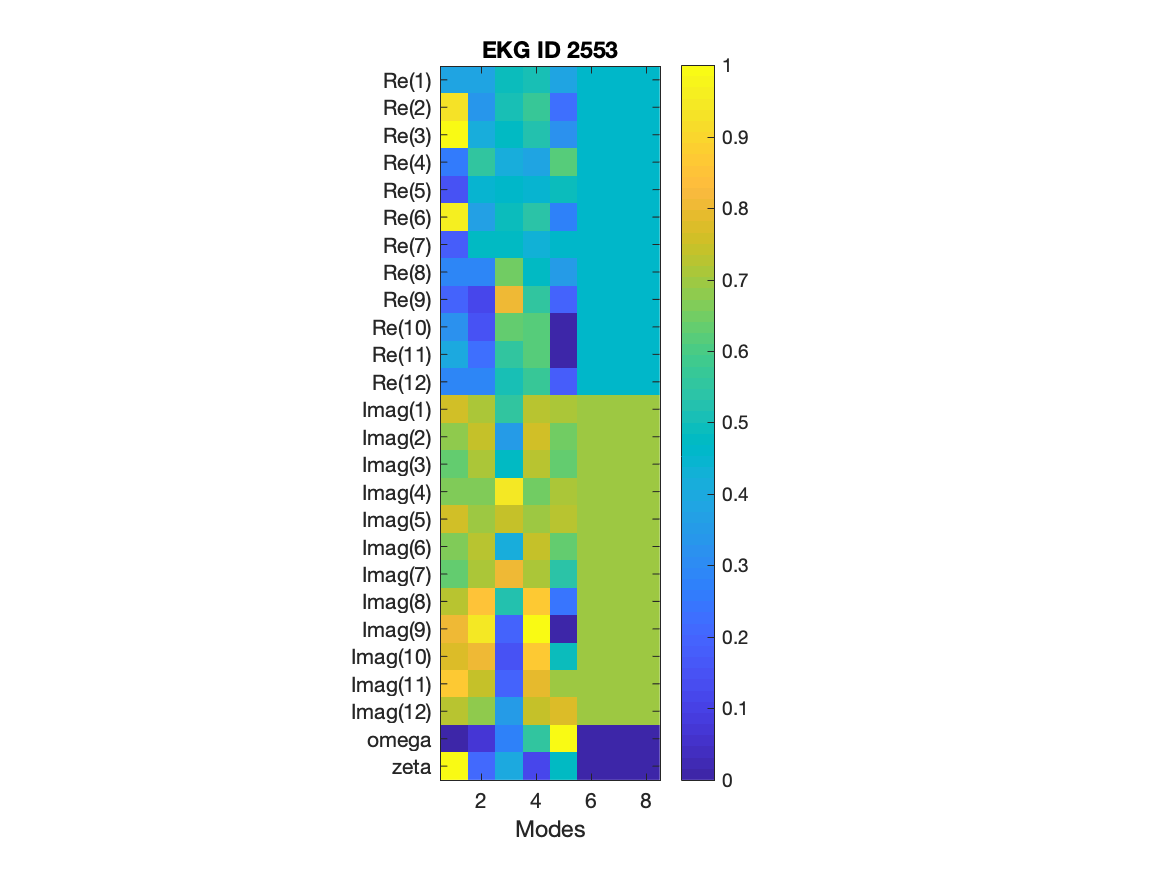 EKG ID 2553
Re(1)
Re(2)
Re(3)
Re(4)
Re(5)
Re(6)
Re(7)
Re(8)
Re(9)
Re(10)
Re(11)
Re(12)
Imag(1)
Imag(2)
Imag(3)
Imag(4)
Imag(5)
Imag(6)
Imag(7)
Imag(8)
Imag(9)
Imag(10)
Imag(11)
Imag(12)
omega
zeta
2 4 6 8
Modes
1
0.9
0.8
0.7
0.6
0.5
0.4
0.3
0.2
0.1
0